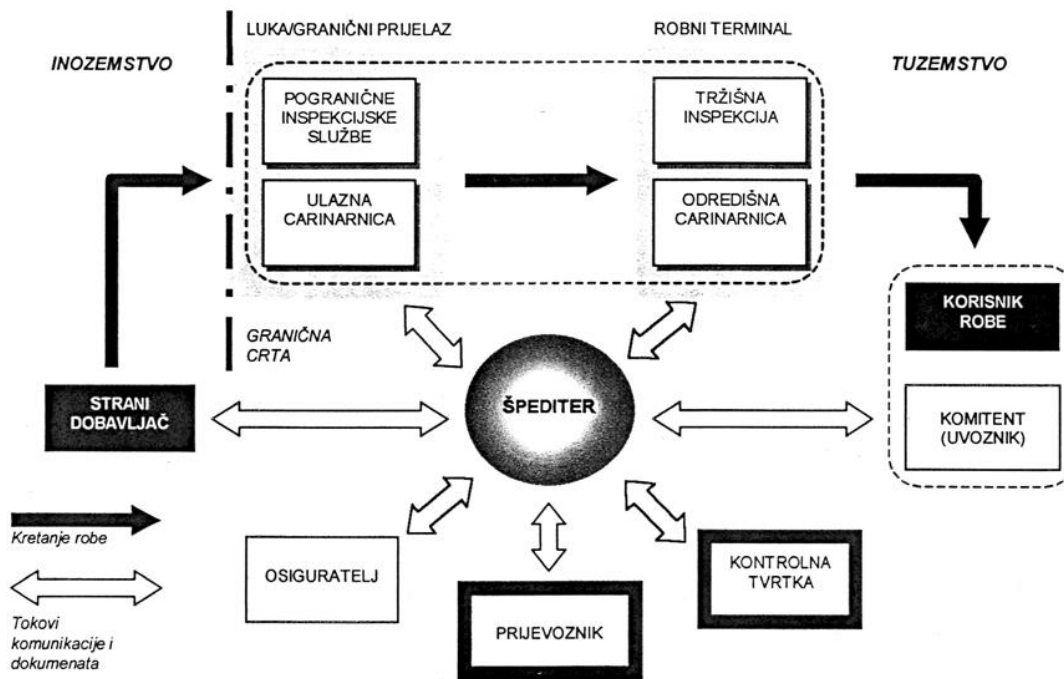 LUKA/GRANIČNI PRIJELAZ
ROBNI TERMINAL
INOZEMSTVO
TUZEMSTVO
POGRANIČNE
INSPEKCIJSKE
SLUŽBE
TRŽIŠNA
INSPEKCIJA
ULAZNA
CARINARNICA
ODREDIŠNA
CARINARNICA
GRANIČNA
CRTA
KORISNIK
ROBE
STRANI
DOBAVLJAČ
ŠPEDITER
KOMITENT
(UVOZNIK)
Kretanje robe
OSIGURATELJ
PRIJEVOZNIK
KONTROLNA
TVRTKA
Tokovi
komunikacije i
dokumenata